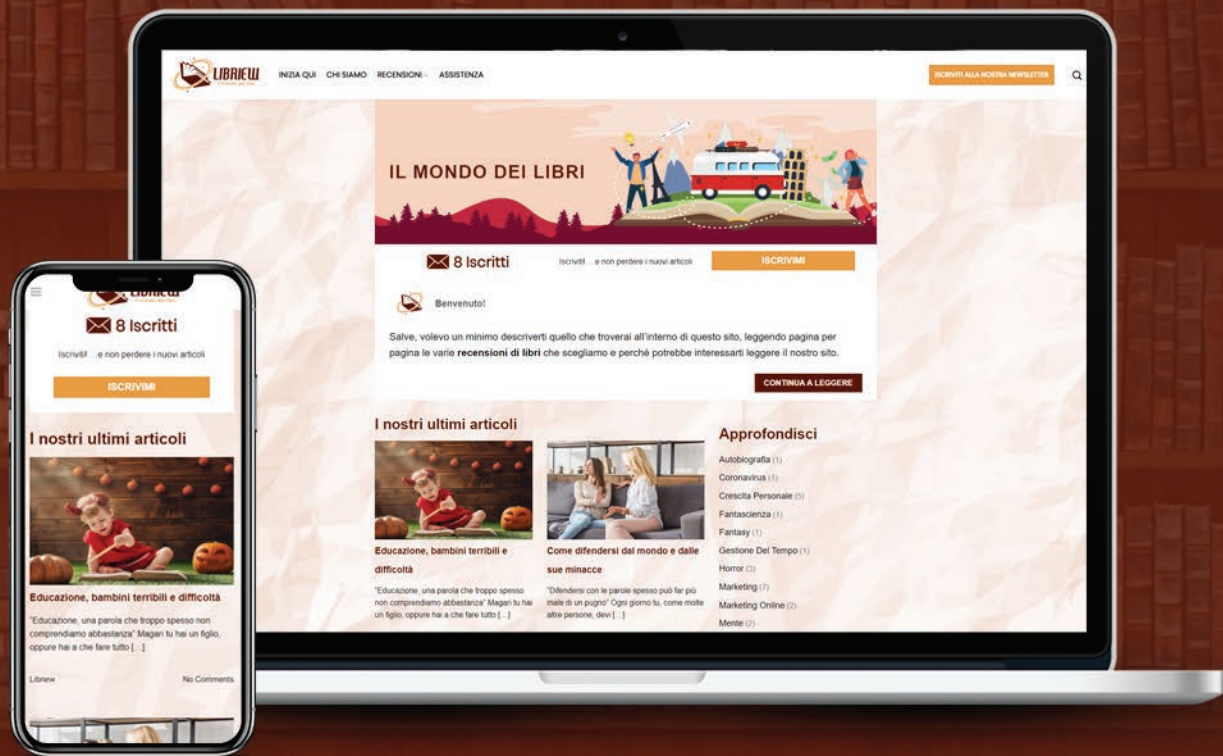 LIBRIEW
INIZIA QUI CHI SIAMO RECENSIONI ASSISTENZA
ISCRIVITI ALLA NOSTRA NEWSLETTER
IL MONDO DEI LIBRI
8 Iscritti
Iscriviti! ... e non perdere i nuovi articoli
ISCRIVIMI
Benvenuto!
Salve, volevo un minimo descriverti quello che troverai all'interno di questo sito, leggendo pagina per
pagina le varie recensioni di libri che scegliamo e perché potrebbe interessarti leggere il nostro sito.
CONTINUA A LEGGERE
I nostri ultimi articoli
Educazione, bambini terribili e
difficoltà
"Educazione, una parola che troppo spesso
non comprendiamo abbastanza" Magari tu hai
un figlio, oppure hai a che fare tutto [...]
Come difendersi dal mondo e dalle
sue minacce
"Difendersi con le parole spesso può far più
male di un pugno" Ogni giorno tu, come molte
altre persone, devi [...]
Approfondisci
Autobiografia (1)
Coronavirus (1)
Crescita Personale (5)
Fantascienza (1)
Fantasy (1)
Gestione Del Tempo (1)
Horror (3)
Marketing (7)
Marketing Online (2)
Mente (2)
LIBRIEW
8 Iscritti
Iscriviti! ...e non perdere i nuovi articoli
ISCRIVIMI
I nostri ultimi articoli
Educazione, bambini terribili e difficoltà
"Educazione, una parola che troppo spesso non
comprendiamo abbastanza" Magari tu hai un figlio,
oppure hai a che fare tutto [...]
Libriew No Comments